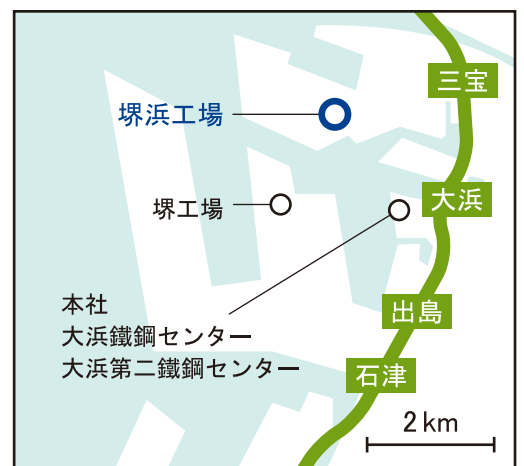 三宝
堺浜工場
大浜
堺工場
本社
大浜鐵鋼センター
大浜第二鐵鋼センター
出島
石津
2 km